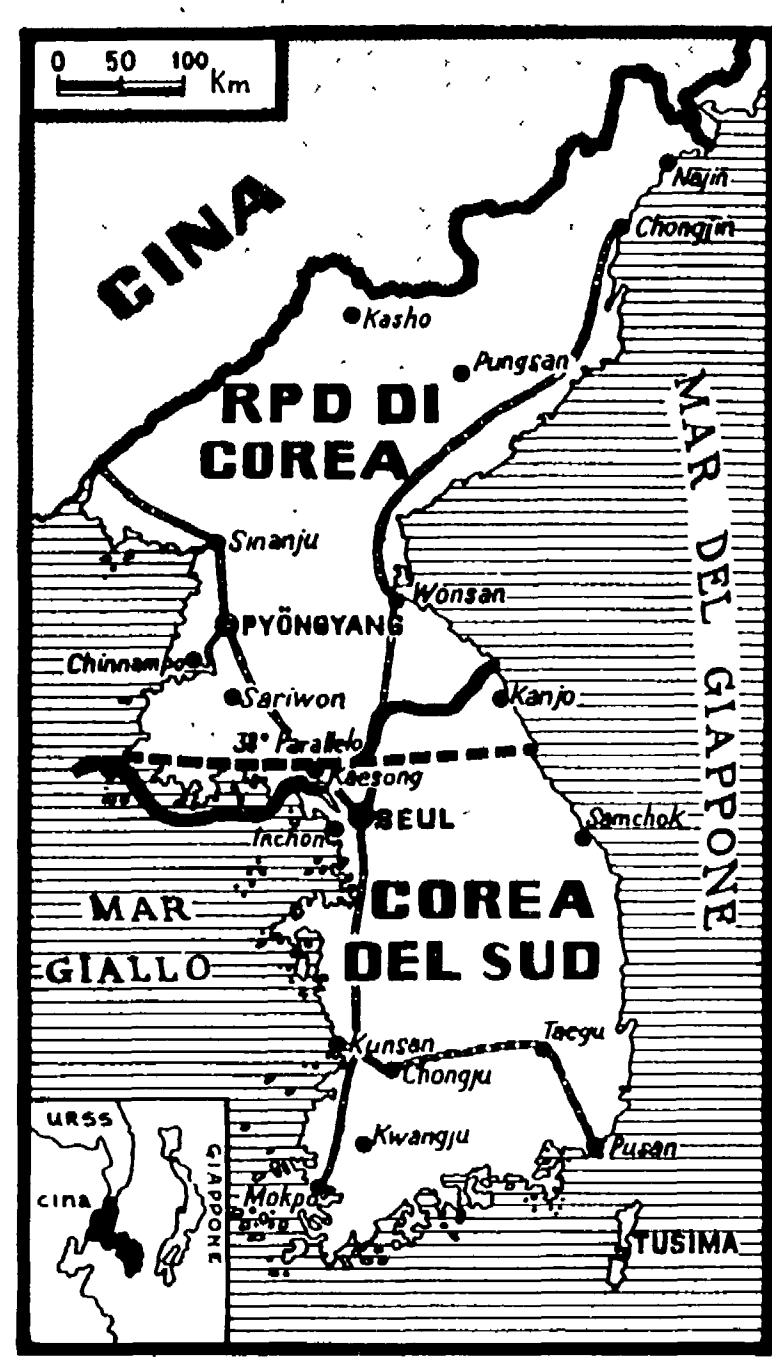 0 50 100 Km
CINA
Najin
Chongjin
Kasho
Pungsan
RPD DI
COREA
MAR DEL GIAPPONE
Sinanju
Wonsan
PYÖNGYANG
Chinnampo
Sariwon
Kanjo
38° Parallelo
Kaesong
SEUL
Inchon
Samchok
MAR
GIALLO
COREA
DEL SUD
Kunsan
Taegu
Chongju
Kwangju
Pusan
Mokpo
TUSIMA
URSS
cina
GIAPPONE